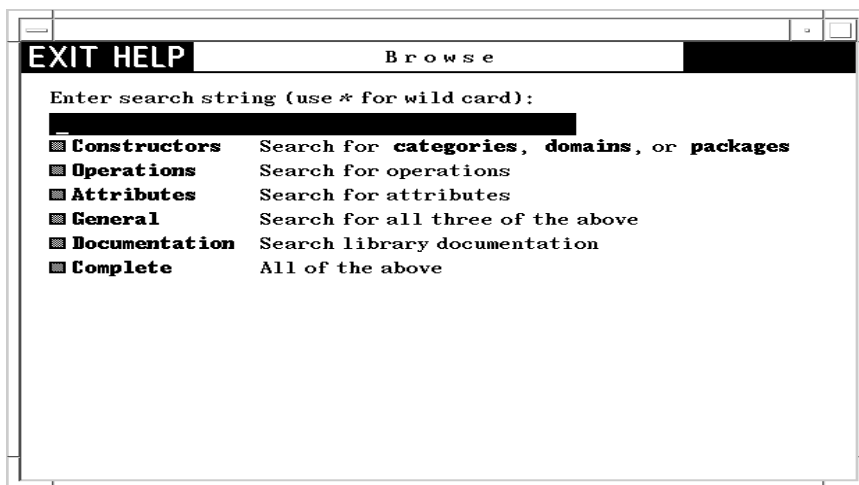 EXIT HELP Browse
Enter search string (use * for wild card):
Constructors Search for categories, domains, or packages
Operations Search for operations
Attributes Search for attributes
General Search for all three of the above
Documentation Search library documentation
Complete All of the above